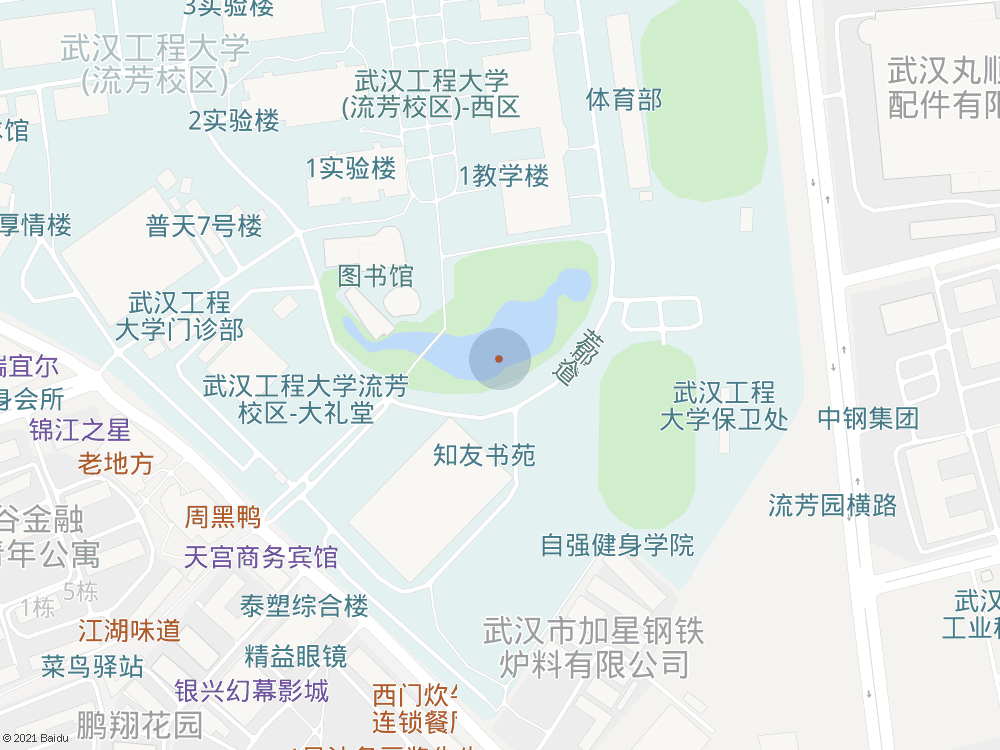 3实验楼
武汉工程大学
(流芳校区)
武汉工程大学
(流芳校区)-西区
体育部
武汉丸顺
配件有限
2实验楼
馆
1实验楼
1教学楼
厚情楼
普天7号楼
图书馆
武汉工程
大学门诊部
鄱道
宜尔
身会所
武汉工程大学流芳
校区-大礼堂
武汉工程
大学保卫处
中钢集团
锦江之星
老地方
知友书苑
流芳园横路
周黑鸭
谷金融
青年公寓
天宫商务宾馆
自强健身学院
5栋
1栋
泰塑综合楼
武汉
工业
江湖味道
武汉市加星钢铁
炉料有限公司
菜鸟驿站
精益眼镜
银兴幻幕影城
西门炊
连锁餐厅
鹏翔花园
© 2021 Baidu